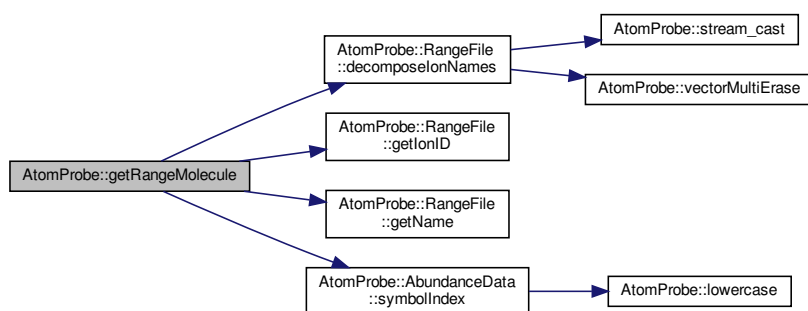 AtomProbe::getRangeMolecule
AtomProbe::RangeFile
::decomposeIonNames
AtomProbe::RangeFile
::getIonID
AtomProbe::RangeFile
::getName
AtomProbe::AbundanceData
::symbolIndex
AtomProbe::stream_cast
AtomProbe::vectorMultiErase
AtomProbe::lowercase